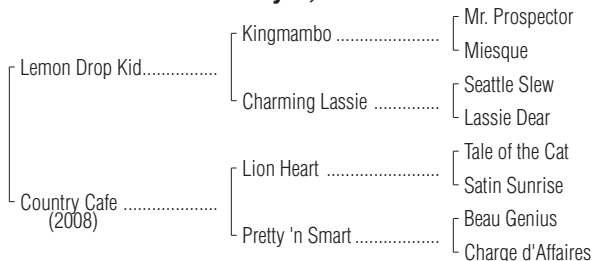 Kingmambo ..................
Mr. Prospector
Miesque
Lemon Drop Kid...............
Charming Lassie ...............
Seattle Slew
Lassie Dear
Lion Heart ....................
Tale of the Cat
Satin Sunrise
Country Cafe ...................
(2008)
Pretty 'n Smart...................
Beau Genius
Charge d'Affaires